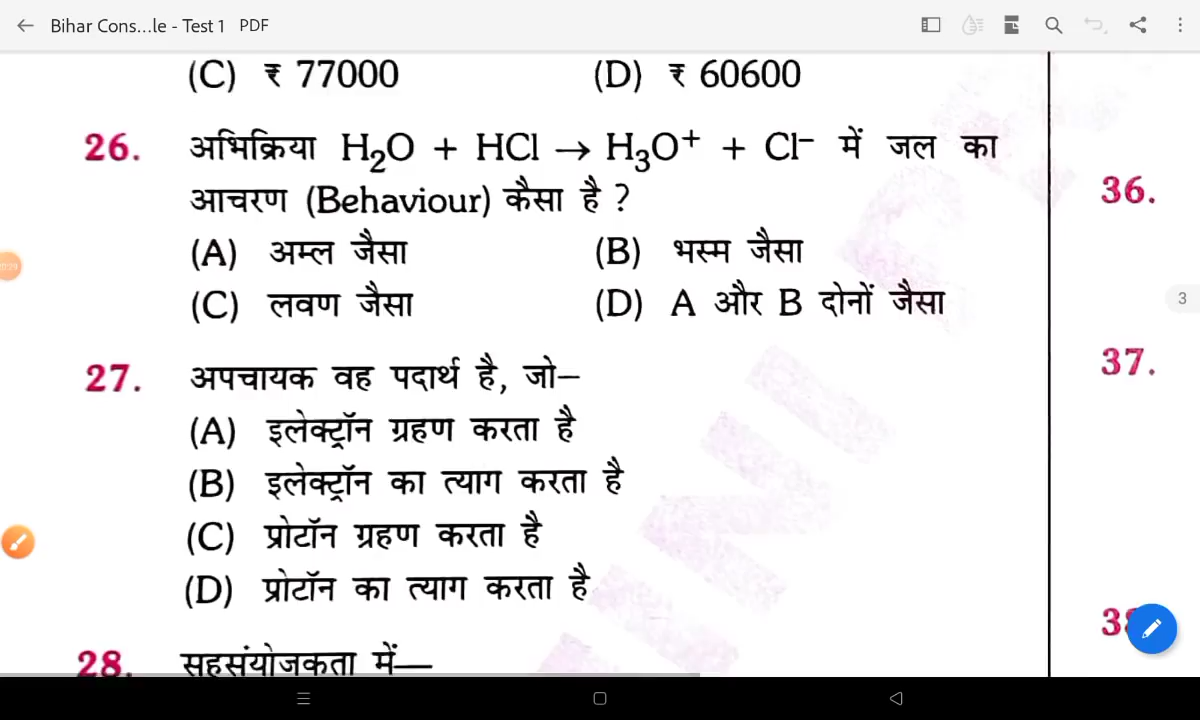 Bihar Cons...le - Test 1 PDF
(C) ₹ 77000 (D) ₹ 60600
26. अभिक्रिया H₂O + HCl → H₃O⁺ + Cl⁻ में जल का
आचरण (Behaviour) कैसा है ?
(A) अम्ल जैसा (B) भस्म जैसा
(C) लवण जैसा (D) A और B दोनों जैसा
27. अपचायक वह पदार्थ है, जो—
(A) इलेक्ट्रॉन ग्रहण करता है
(B) इलेक्ट्रॉन का त्याग करता है
(C) प्रोटॉन ग्रहण करता है
(D) प्रोटॉन का त्याग करता है
28. सहसंयोजकता में—
36.
3
37.